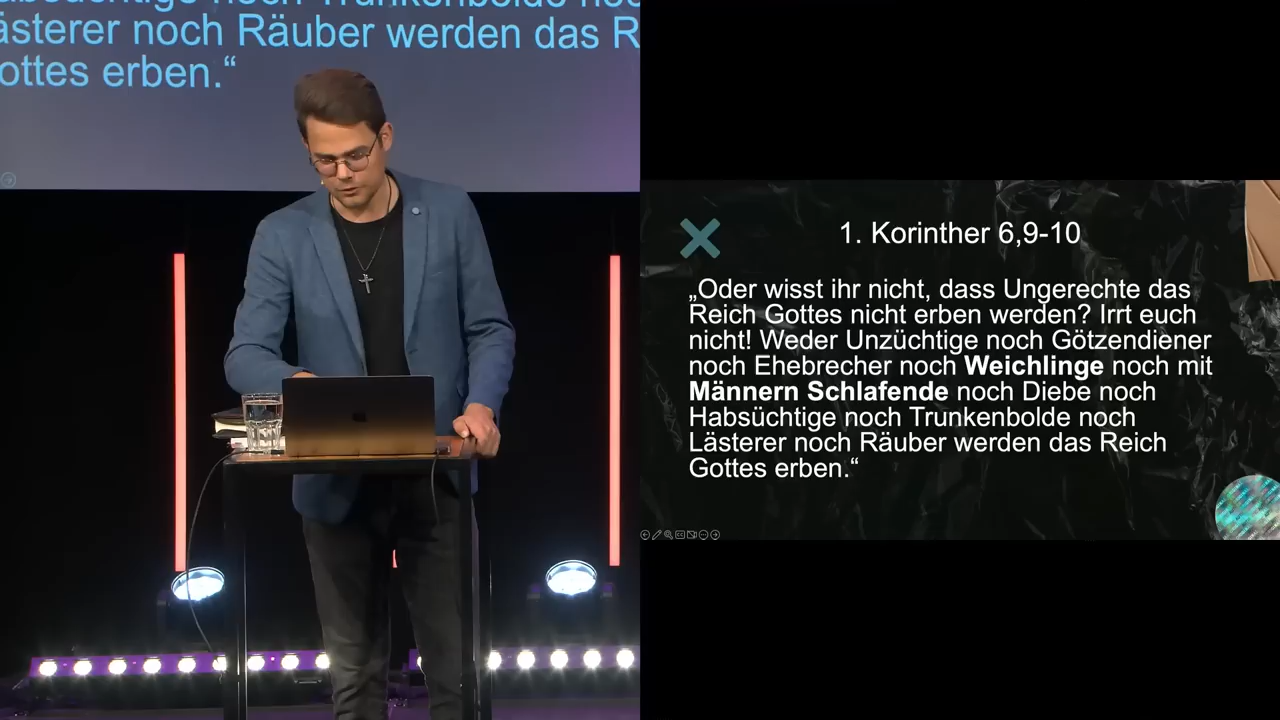 Lästerer noch Räuber werden das R
ottes erben.“
1. Korinther 6,9-10
„Oder wisst ihr nicht, dass Ungerechte das
Reich Gottes nicht erben werden? Irrt euch
nicht! Weder Unzüchtige noch Götzendiener
noch Ehebrecher noch Weichlinge noch mit
Männern Schlafende noch Diebe noch
Habsüchtige noch Trunkenbolde noch
Lästerer noch Räuber werden das Reich
Gottes erben.“